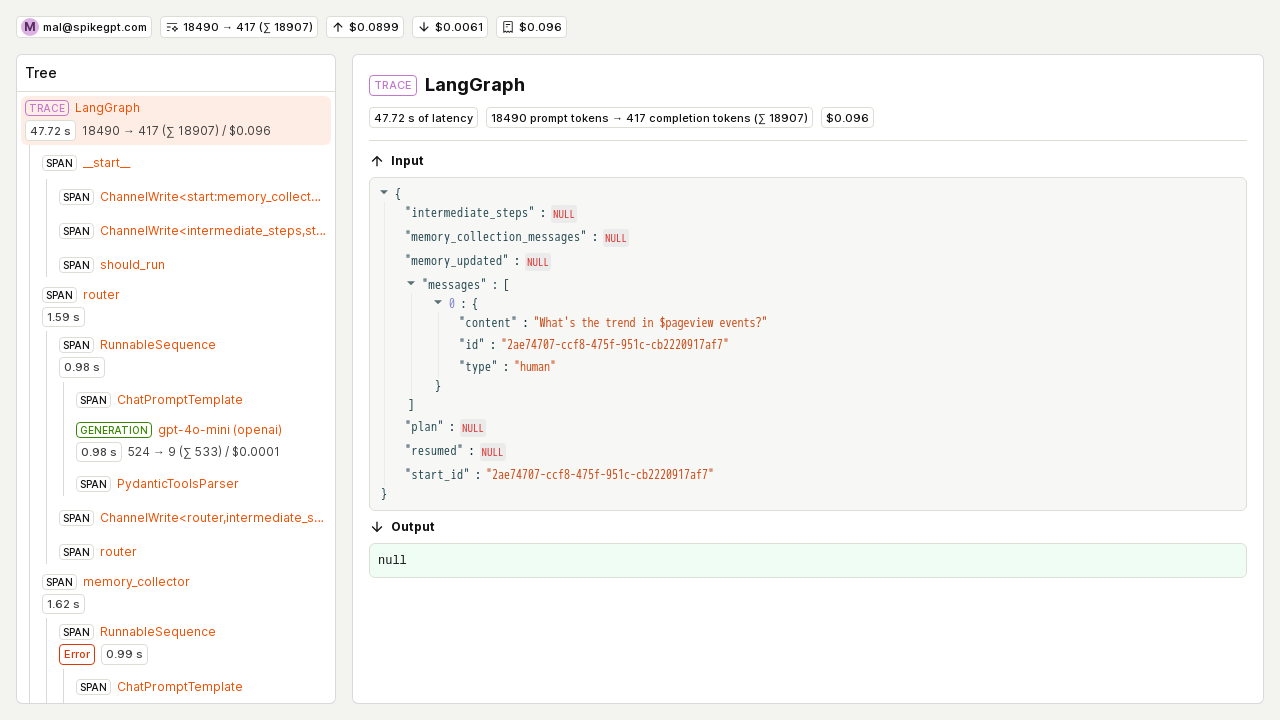 M mal@spikegpt.com 18490 → 417 (∑ 18907) $0.0899 $0.0061 $0.096
Tree
TRACE LangGraph
47.72 s 18490 → 417 (∑ 18907) / $0.096
SPAN __start__
SPAN ChannelWrite<start:memory_collect...
SPAN ChannelWrite<intermediate_steps,st...
SPAN should_run
SPAN router
1.59 s
SPAN RunnableSequence
0.98 s
SPAN ChatPromptTemplate
GENERATION gpt-4o-mini (openai)
0.98 s 524 → 9 (∑ 533) / $0.0001
SPAN PydanticToolsParser
SPAN ChannelWrite<router,intermediate_s...
SPAN router
SPAN memory_collector
1.62 s
SPAN RunnableSequence
Error 0.99 s
SPAN ChatPromptTemplate
TRACE LangGraph
47.72 s of latency 18490 prompt tokens → 417 completion tokens (∑ 18907) $0.096
Input
{
"intermediate_steps" : NULL
"memory_collection_messages" : NULL
"memory_updated" : NULL
"messages" : [
0 : {
"content" : "What's the trend in $pageview events?"
"id" : "2ae74707-ccf8-475f-951c-cb2220917af7"
"type" : "human"
}
]
"plan" : NULL
"resumed" : NULL
"start_id" : "2ae74707-ccf8-475f-951c-cb2220917af7"
}
Output
null